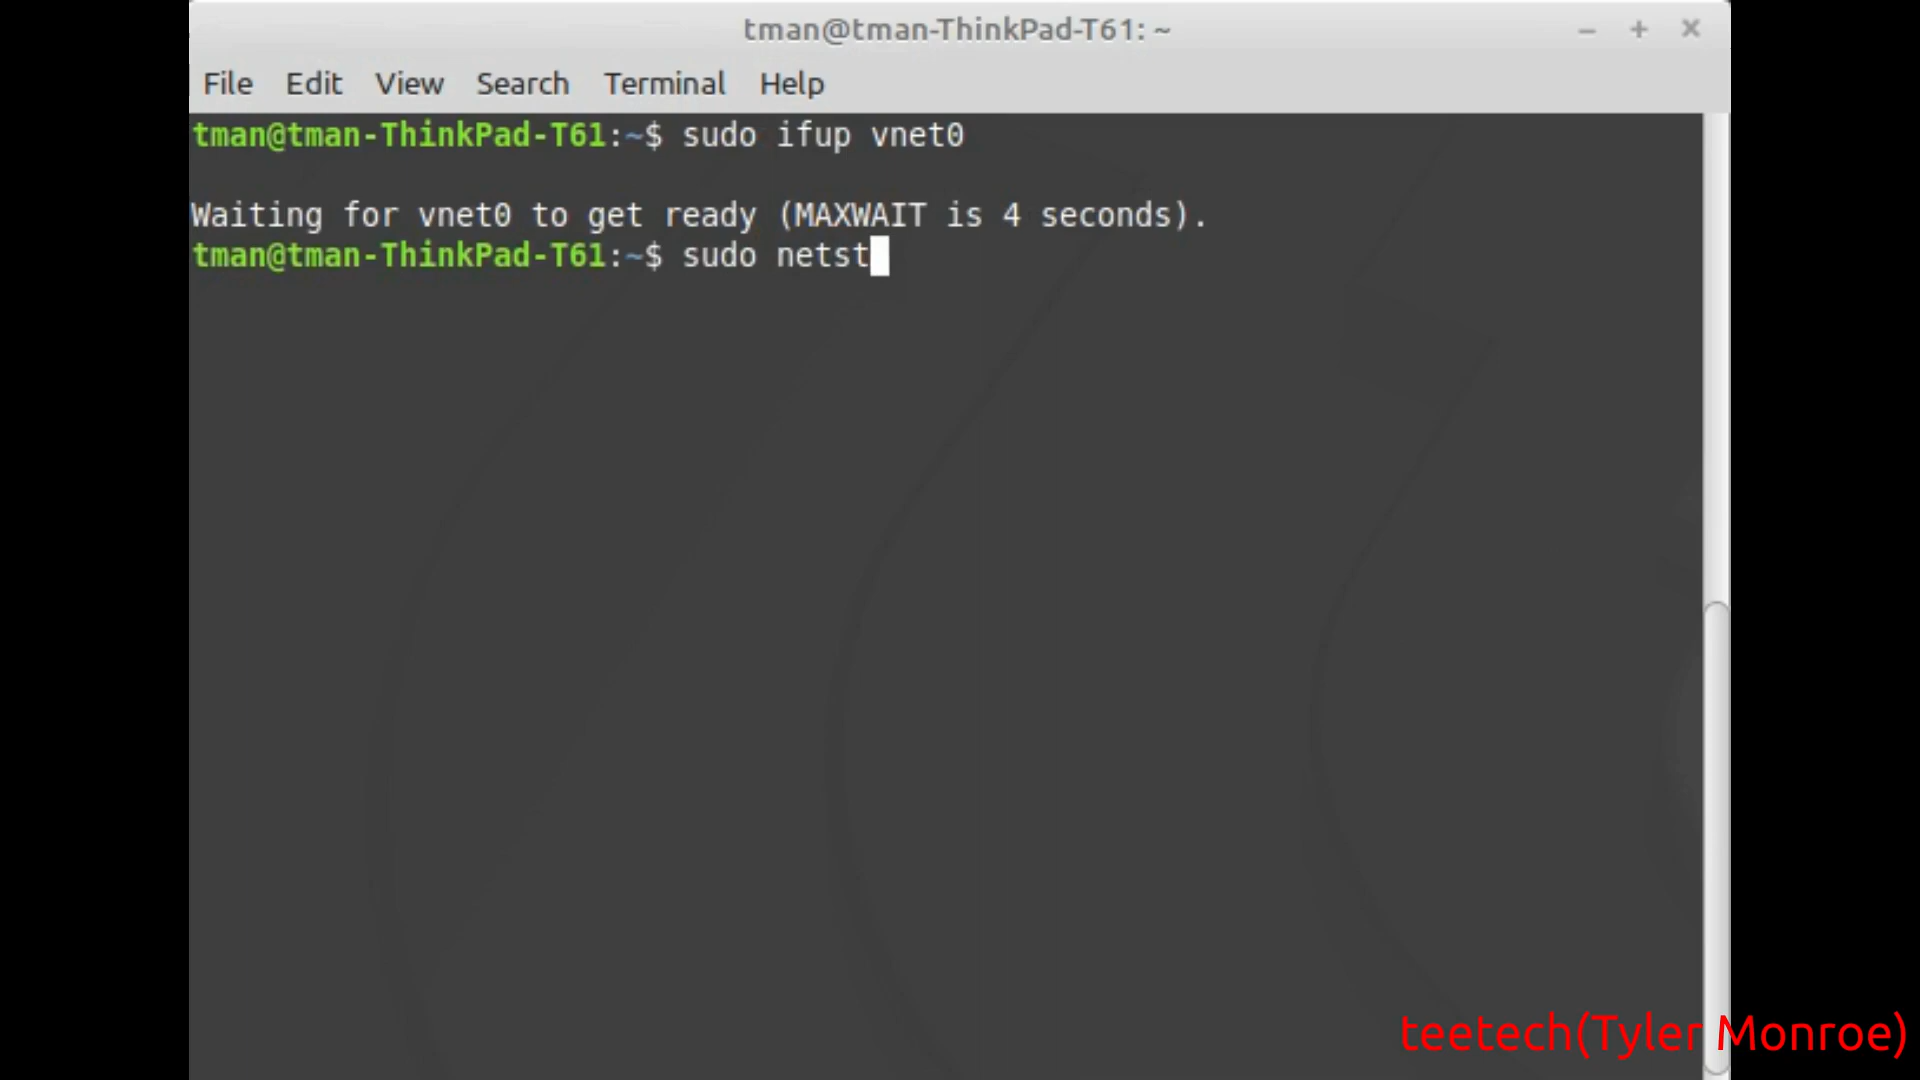 tman@tman-ThinkPad-T61: ~
File Edit View Search Terminal Help
tman@tman-ThinkPad-T61:~$ sudo ifup vnet0
Waiting for vnet0 to get ready (MAXWAIT is 4 seconds).
tman@tman-ThinkPad-T61:~$ sudo netst
teetech(Tyler Monroe)